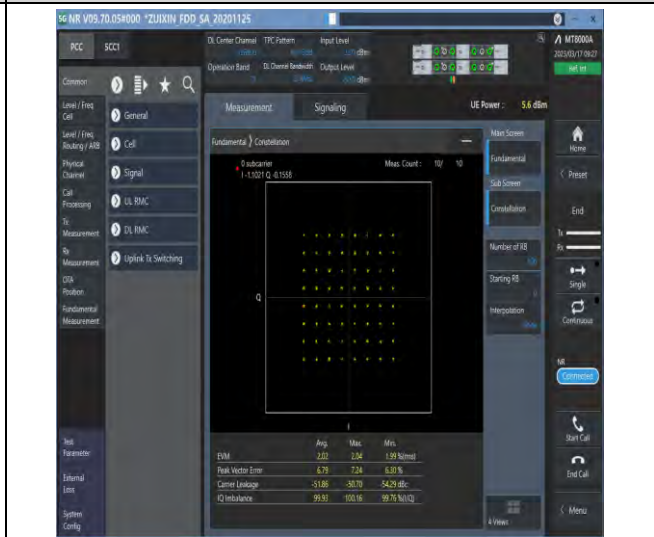 5G NR V09.70.05#000 *ZUIXIN_FDD_SA_20201125
PCC SCC1
DL Center Channel TPC Pattern Input Level
dBm
Operation Band DL Channel Bandwidth Output Level
dBm
MT8000A
2023/03/17 09:27
Ref. Int
Common
Level / Freq.
Cell
Level / Freq.
Routing / ARB
Physical
Channel
Call
Processing
Tx
Measurement
Rx
Measurement
OTA
Position
Fundamental
Measurement
Test
Parameter
External
Loss
System
Config
General
Cell
Signal
UL RMC
DL RMC
Uplink Tx Switching
Measurement Signaling UE Power : 5.6 dBm
Fundamental Constellation
0 subcarrier Meas. Count : 10/ 10
I -1.1021 Q -0.1558
Q
I
Avg. Max. Min.
EVM 2.02 2.04 1.99 %(rms)
Peak Vector Error 6.79 7.24 6.30 %
Carrier Leakage -51.86 -50.70 -54.29 dBc
IQ Imbalance 99.93 100.16 99.76 %(I/Q)
Main Screen
Fundamental
Sub Screen
Constellation
Number of RB
Starting RB
Interpolation
4 Views
Home
Preset
End
Tx
Rx
Single
Continuous
NR
Connected
Start Call
End Call
Menu